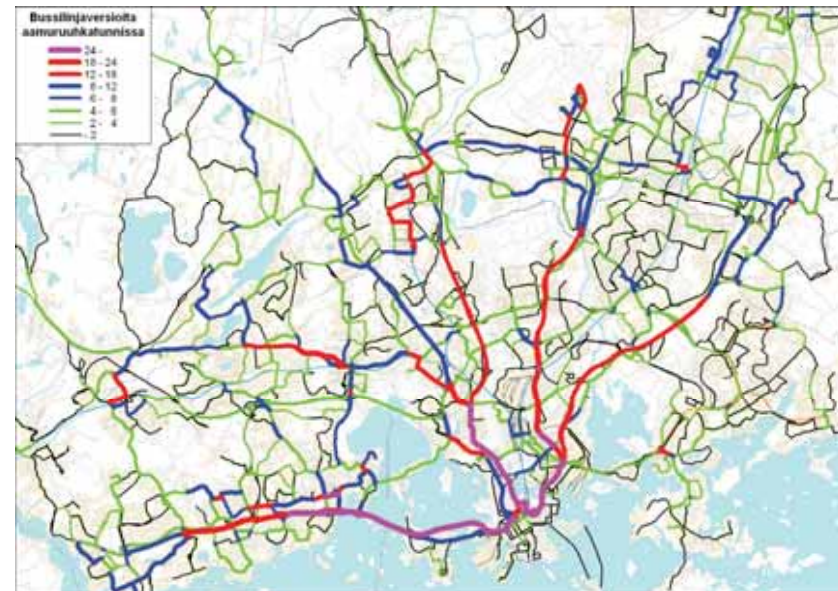 Bussilinjaversioita
aamuruuhkatunnissa
24 -
18 - 24
12 - 18
8 - 12
6 - 8
4 - 6
2 - 4
- 2